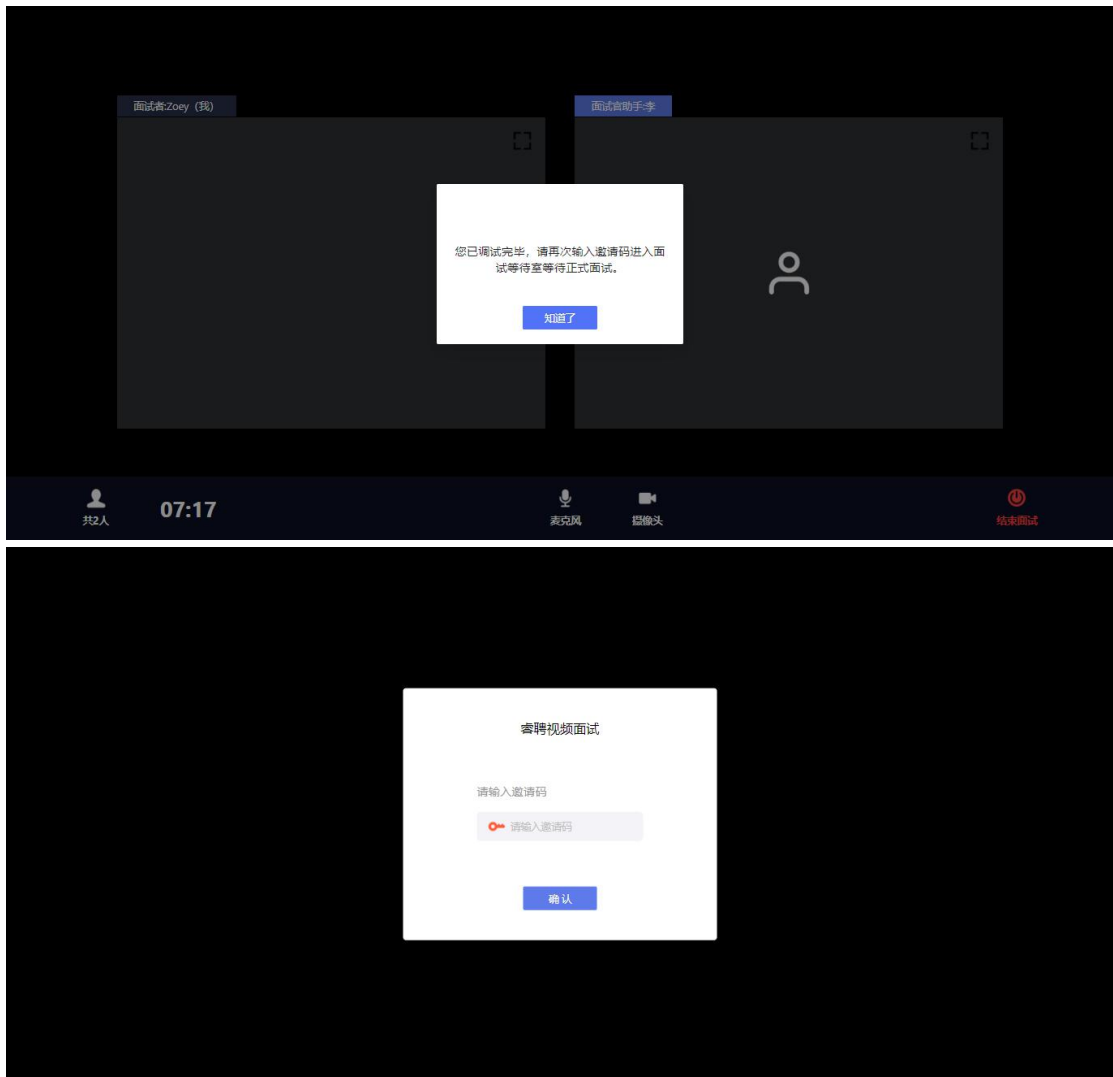 面试者:Zoey（我）
面试官助手:李
您已调试完毕，请再次输入邀请码进入面
试等待室等待正式面试。
知道了
共2人
07:17
麦克风
摄像头
结束面试
睿聘视频面试
请输入邀请码
请输入邀请码
确认